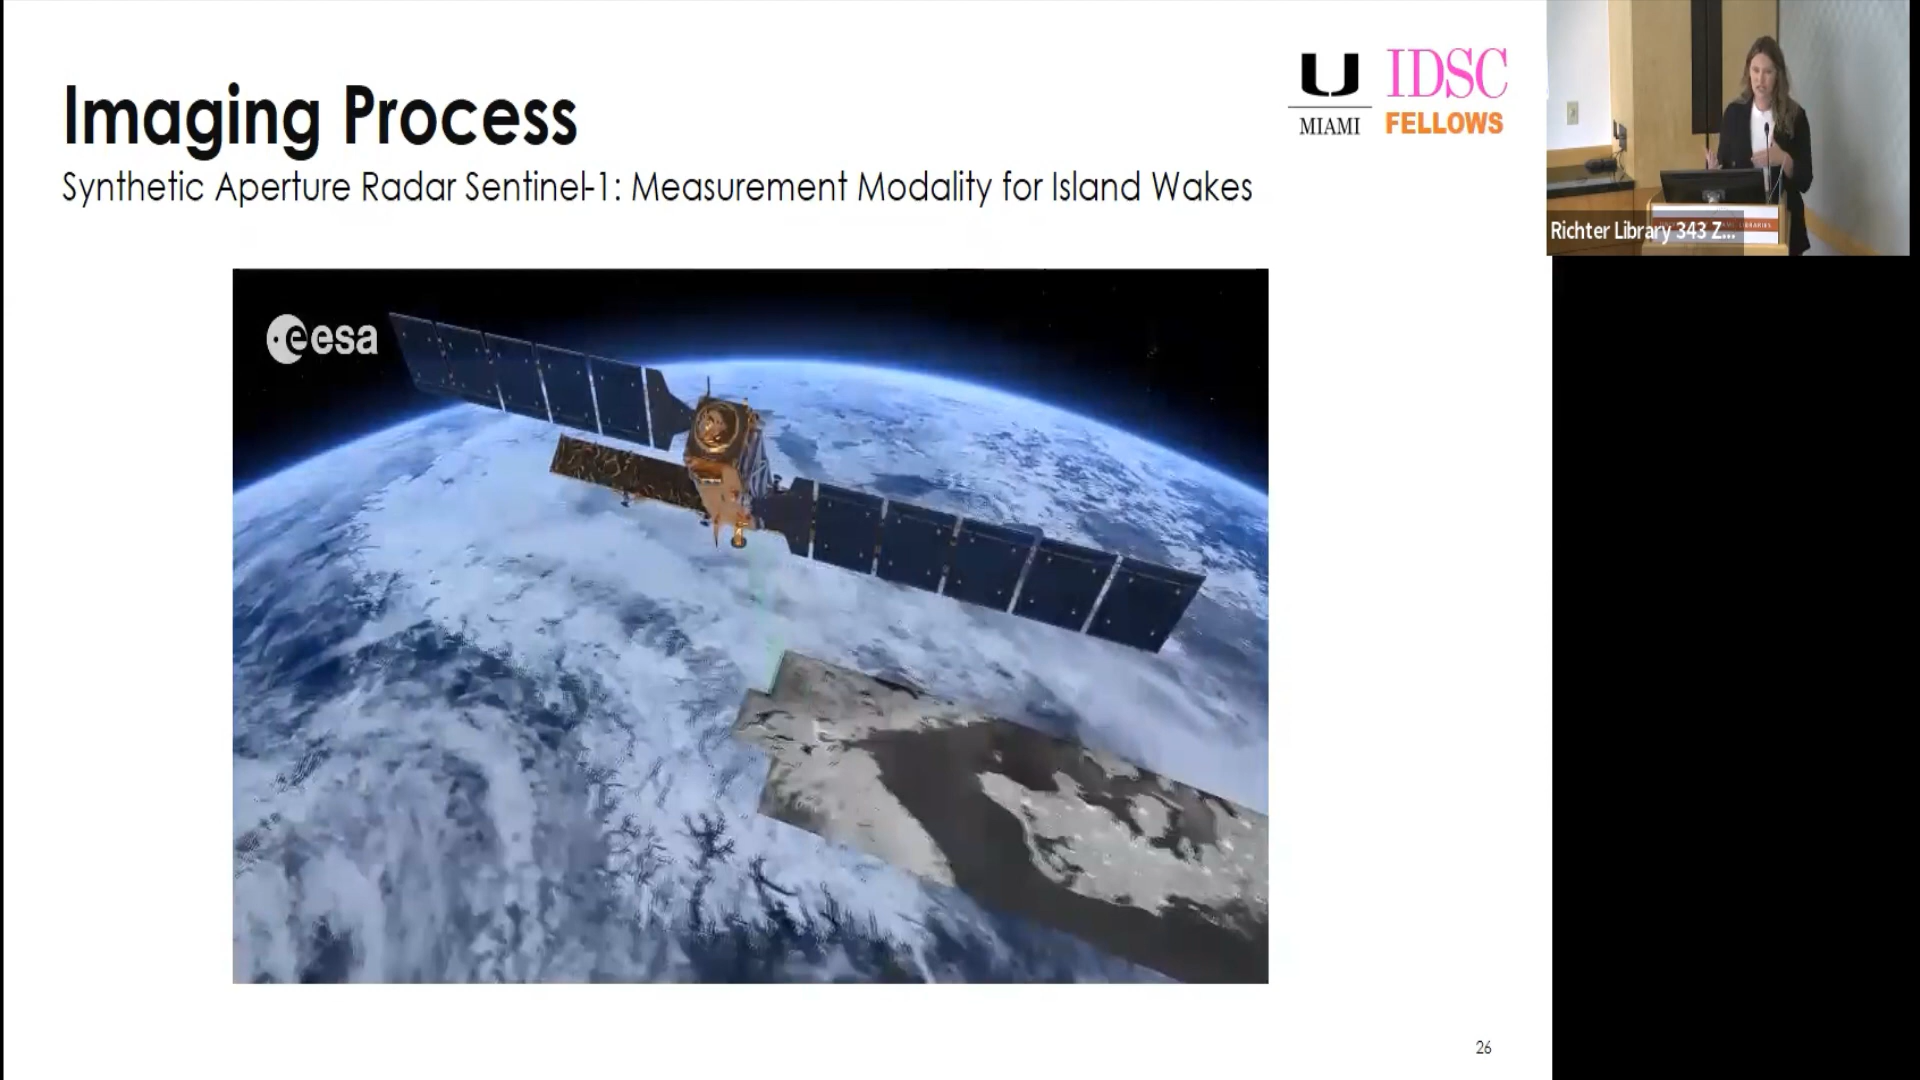 Imaging Process
Synthetic Aperture Radar Sentinel-1: Measurement Modality for Island Wakes
U
MIAMI
IDSC
FELLOWS
esa
Richter Library 343 Z...
LIBRARIES
26